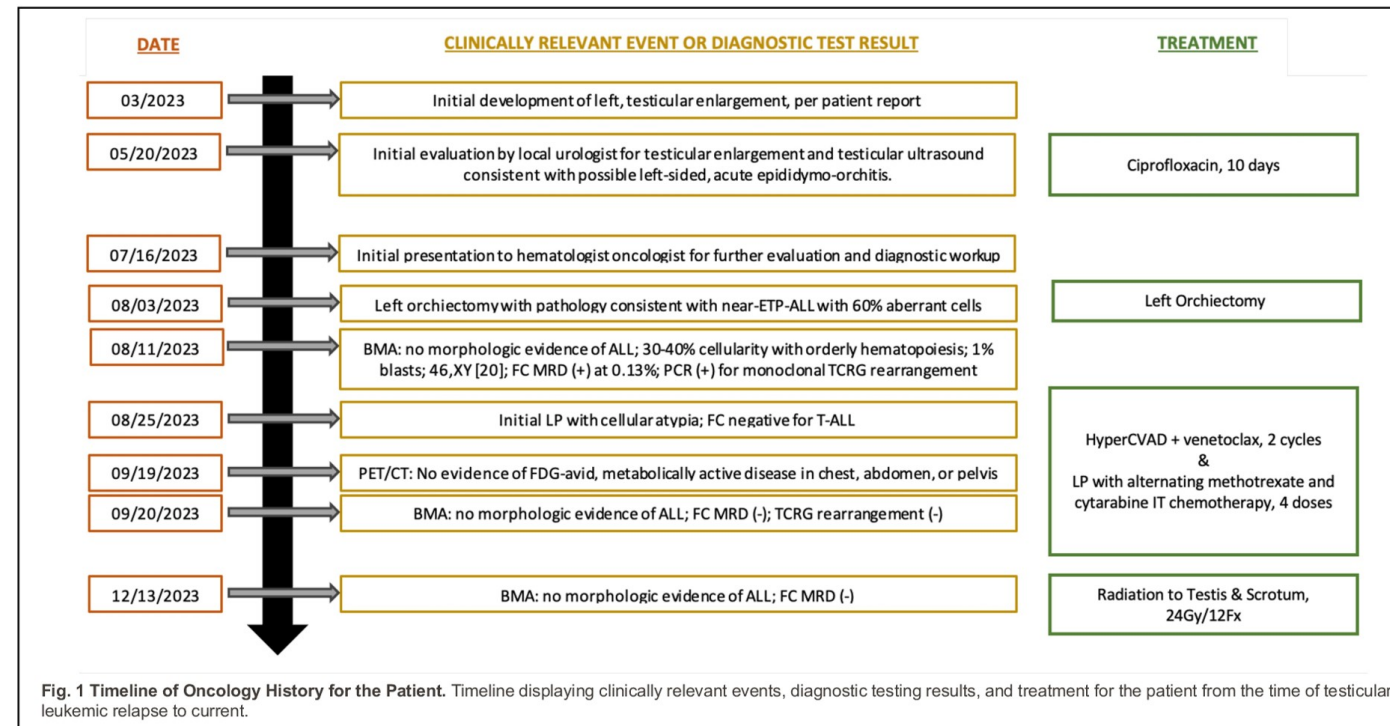 DATE
CLINICALLY RELEVANT EVENT OR DIAGNOSTIC TEST RESULT
TREATMENT
03/2023
Initial development of left, testicular enlargement, per patient report
05/20/2023
Initial evaluation by local urologist for testicular enlargement and testicular ultrasound
consistent with possible left-sided, acute epididymo-orchitis.
Ciprofloxacin, 10 days
07/16/2023
Initial presentation to hematologist oncologist for further evaluation and diagnostic workup
08/03/2023
Left orchiectomy with pathology consistent with near-ETP-ALL with 60% aberrant cells
Left Orchiectomy
08/11/2023
BMA: no morphologic evidence of ALL; 30-40% cellularity with orderly hematopoiesis; 1%
blasts; 46,XY [20]; FC MRD (+) at 0.13%; PCR (+) for monoclonal TCRG rearrangement
08/25/2023
Initial LP with cellular atypia; FC negative for T-ALL
09/19/2023
PET/CT: No evidence of FDG-avid, metabolically active disease in chest, abdomen, or pelvis
09/20/2023
BMA: no morphologic evidence of ALL; FC MRD (-); TCRG rearrangement (-)
HyperCVAD + venetoclax, 2 cycles
&
LP with alternating methotrexate and
cytarabine IT chemotherapy, 4 doses
12/13/2023
BMA: no morphologic evidence of ALL; FC MRD (-)
Radiation to Testis & Scrotum,
24Gy/12Fx
Fig. 1 Timeline of Oncology History for the Patient. Timeline displaying clinically relevant events, diagnostic testing results, and treatment for the patient from the time of testicular
leukemic relapse to current.